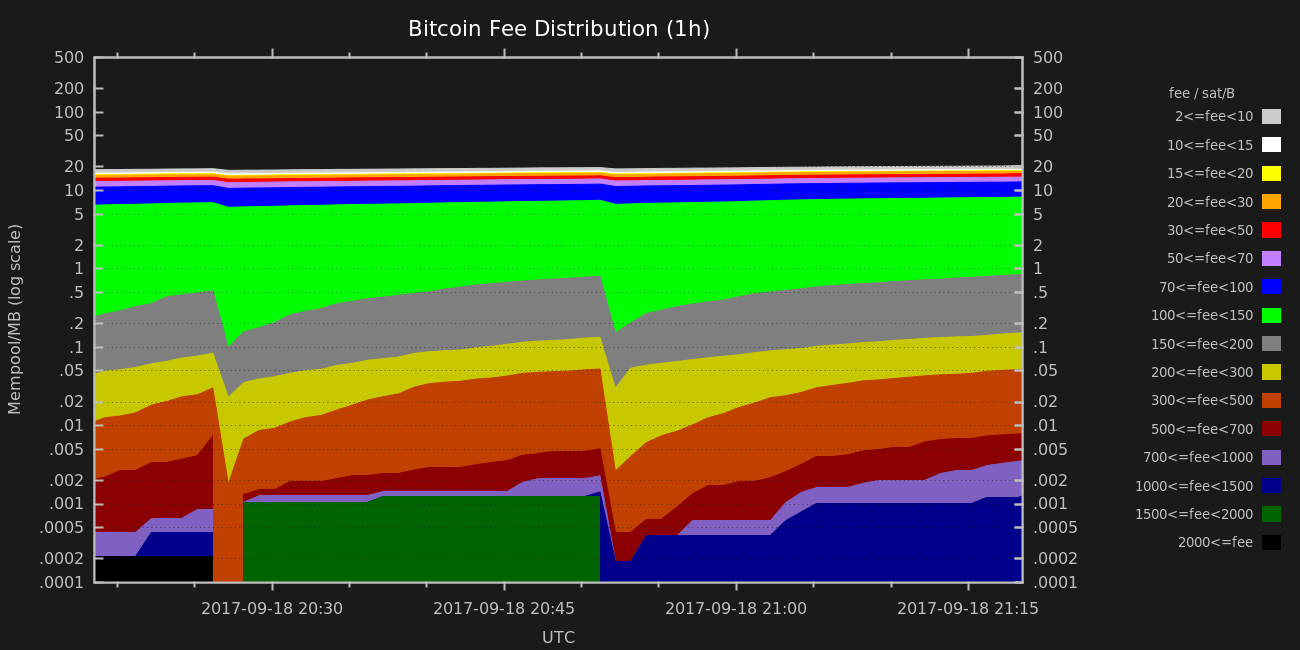 Bitcoin Fee Distribution (1h)
Mempool/MB (log scale)
500
200
100
50
20
10
5
2
1
.5
.2
.1
.05
.02
.01
.005
.002
.001
.0005
.0002
.0001
500
200
100
50
20
10
5
2
1
.5
.2
.1
.05
.02
.01
.005
.002
.001
.0005
.0002
.0001
2017-09-18 20:30
2017-09-18 20:45
2017-09-18 21:00
2017-09-18 21:15
UTC
fee / sat/B
2<=fee<10
10<=fee<15
15<=fee<20
20<=fee<30
30<=fee<50
50<=fee<70
70<=fee<100
100<=fee<150
150<=fee<200
200<=fee<300
300<=fee<500
500<=fee<700
700<=fee<1000
1000<=fee<1500
1500<=fee<2000
2000<=fee